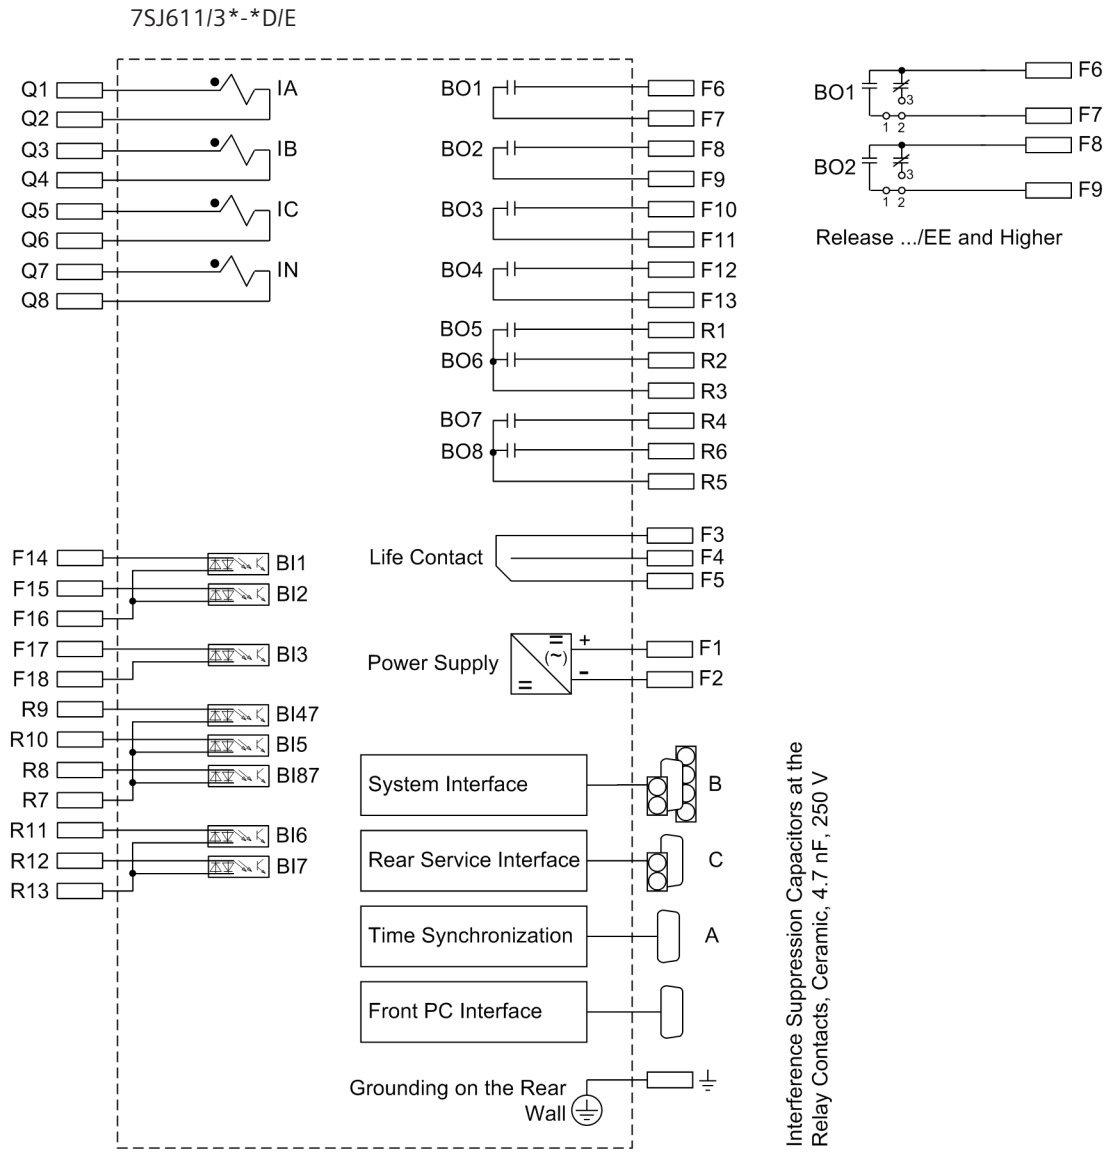 7SJ611/3*-*D/E
Q1
IA
Q2
Q3
IB
Q4
Q5
IC
Q6
Q7
IN
Q8
BO1
F6
F7
BO2
F8
F9
BO3
F10
F11
BO4
F12
F13
BO5
R1
BO6
R2
R3
BO7
R4
BO8
R6
R5
BO1
F6
3
F7
1 2
BO2
F8
3
F9
1 2
Release .../EE and Higher
F14
BI1
F15
BI2
F16
F17
BI3
F18
R9
BI47
R10
BI5
R8
BI87
R7
R11
BI6
R12
BI7
R13
Life Contact
F3
F4
F5
Power Supply
=
(~)
=
+
-
F1
F2
System Interface
B
Rear Service Interface
C
Time Synchronization
A
Front PC Interface
Grounding on the Rear
Wall
Interference Suppression Capacitors at the
Relay Contacts, Ceramic, 4.7 nF, 250 V